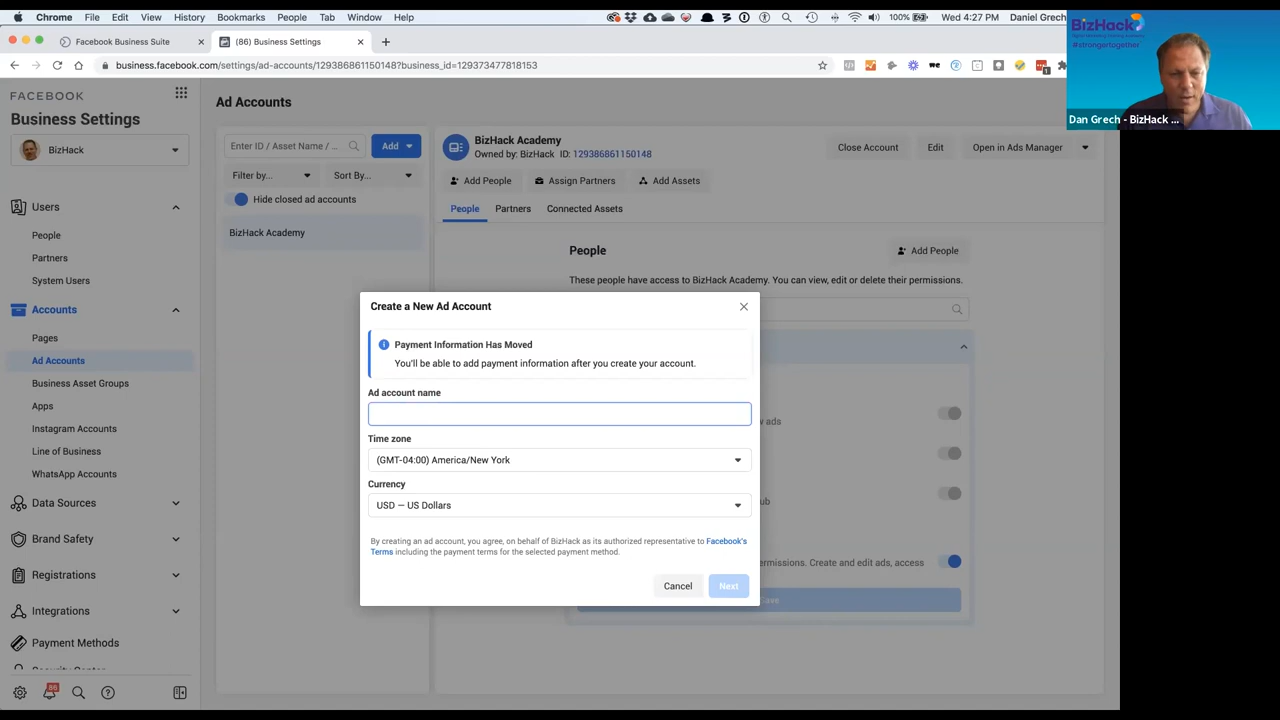 Chrome File Edit View History Bookmarks People Tab Window Help 100% Wed 4:27 PM Daniel Grech
Facebook Business Suite
(86) Business Settings
business.facebook.com/settings/ad-accounts/129386861150148?business_id=129373477818153
BizHack
#strongertogether
Dan Grech - BizHack ...
FACEBOOK
Business Settings
BizHack
Users
People
Partners
System Users
Accounts
Pages
Ad Accounts
Business Asset Groups
Apps
Instagram Accounts
Line of Business
WhatsApp Accounts
Data Sources
Brand Safety
Registrations
Integrations
Payment Methods
Security Center
86
Ad Accounts
Enter ID / Asset Name / ...
Add
Filter by...
Sort By...
Hide closed ad accounts
BizHack Academy
BizHack Academy
Owned by: BizHack ID: 129386861150148
Close Account
Edit
Open in Ads Manager
Add People
Assign Partners
Add Assets
People
Partners
Connected Assets
People
Add People
These people have access to BizHack Academy. You can view, edit or delete their permissions.
ads
ub
ermissions. Create and edit ads, access
Save
Create a New Ad Account
Payment Information Has Moved
You'll be able to add payment information after you create your account.
Ad account name
Time zone
(GMT-04:00) America/New York
Currency
USD — US Dollars
By creating an ad account, you agree, on behalf of BizHack as its authorized representative to Facebook's
Terms including the payment terms for the selected payment method.
Cancel
Next